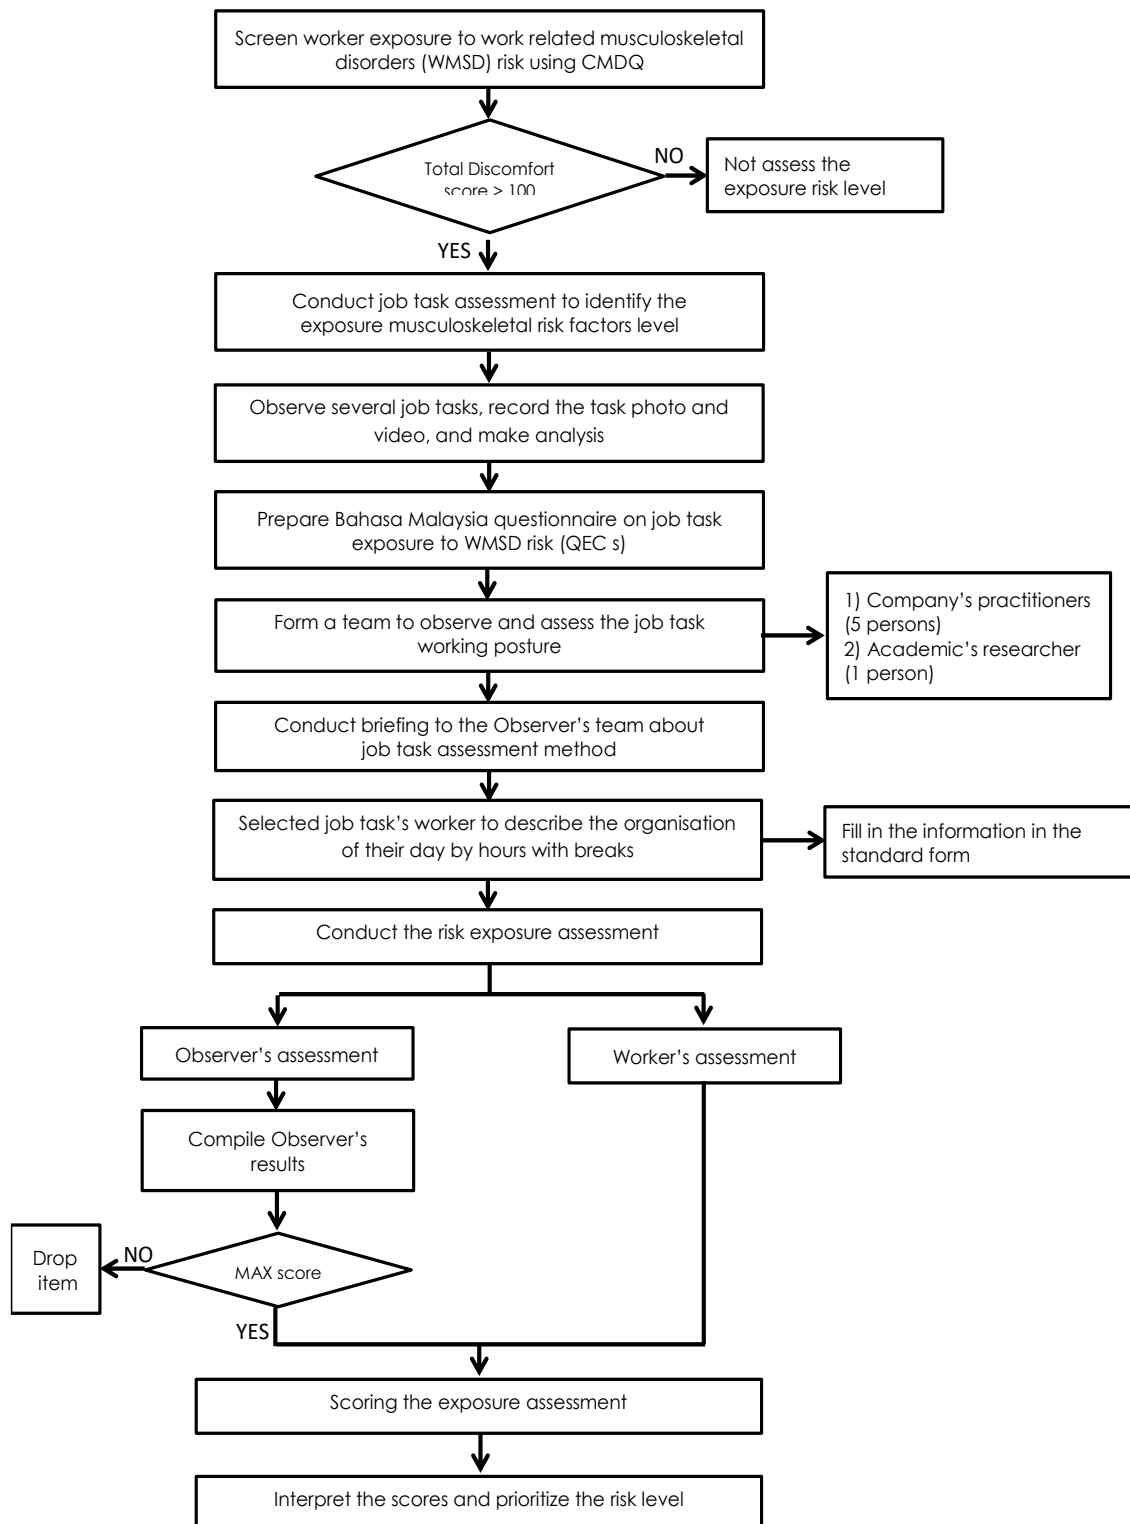 Screen worker exposure to work related musculoskeletal
disorders (WMSD) risk using CMDQ
Total Discomfort
score > 100
NO
Not assess the
exposure risk level
YES
Conduct job task assessment to identify the
exposure musculoskeletal risk factors level
Observe several job tasks, record the task photo and
video, and make analysis
Prepare Bahasa Malaysia questionnaire on job task
exposure to WMSD risk (QEC s)
Form a team to observe and assess the job task
working posture
1) Company's practitioners
(5 persons)
2) Academic's researcher
(1 person)
Conduct briefing to the Observer's team about
job task assessment method
Selected job task's worker to describe the organisation
of their day by hours with breaks
Fill in the information in the
standard form
Conduct the risk exposure assessment
Observer's assessment
Worker's assessment
Compile Observer's
results
Drop
item
NO
MAX score
YES
Scoring the exposure assessment
Interpret the scores and prioritize the risk level